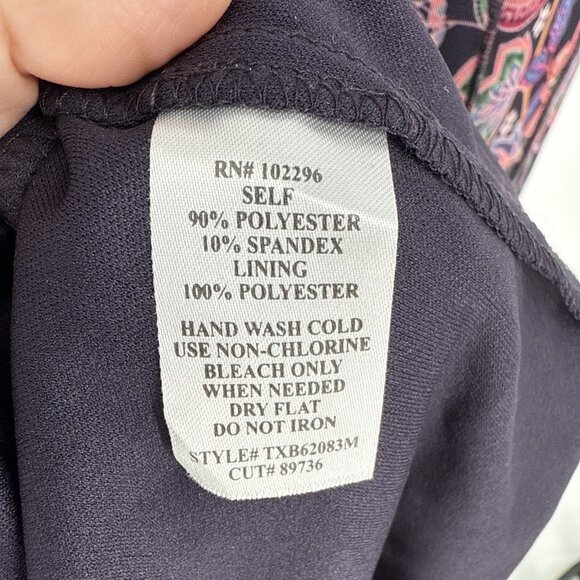 RN# 102296
SELF
90% POLYESTER
10% SPANDEX
LINING
100% POLYESTER
HAND WASH COLD
USE NON-CHLORINE
BLEACH ONLY
WHEN NEEDED
DRY FLAT
DO NOT IRON
STYLE# TXB62083M
CUT# 89736